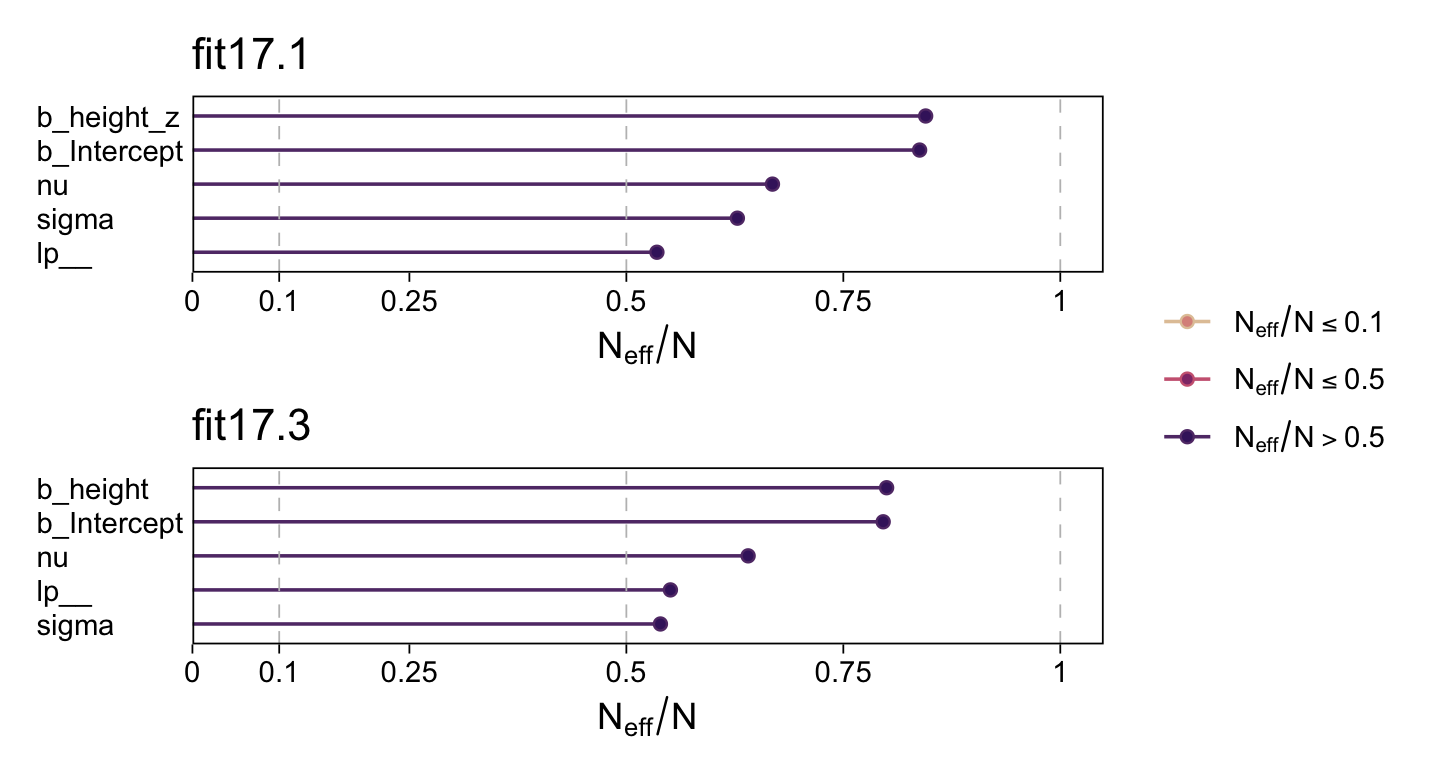 fit17.1
b_height_z
b_Intercept
nu
sigma
lp__
0 0.1 0.25 0.5 0.75 1
Neff/N
Neff/N ≤ 0.1
Neff/N ≤ 0.5
Neff/N > 0.5
fit17.3
b_height
b_Intercept
nu
lp__
sigma
0 0.1 0.25 0.5 0.75 1
Neff/N